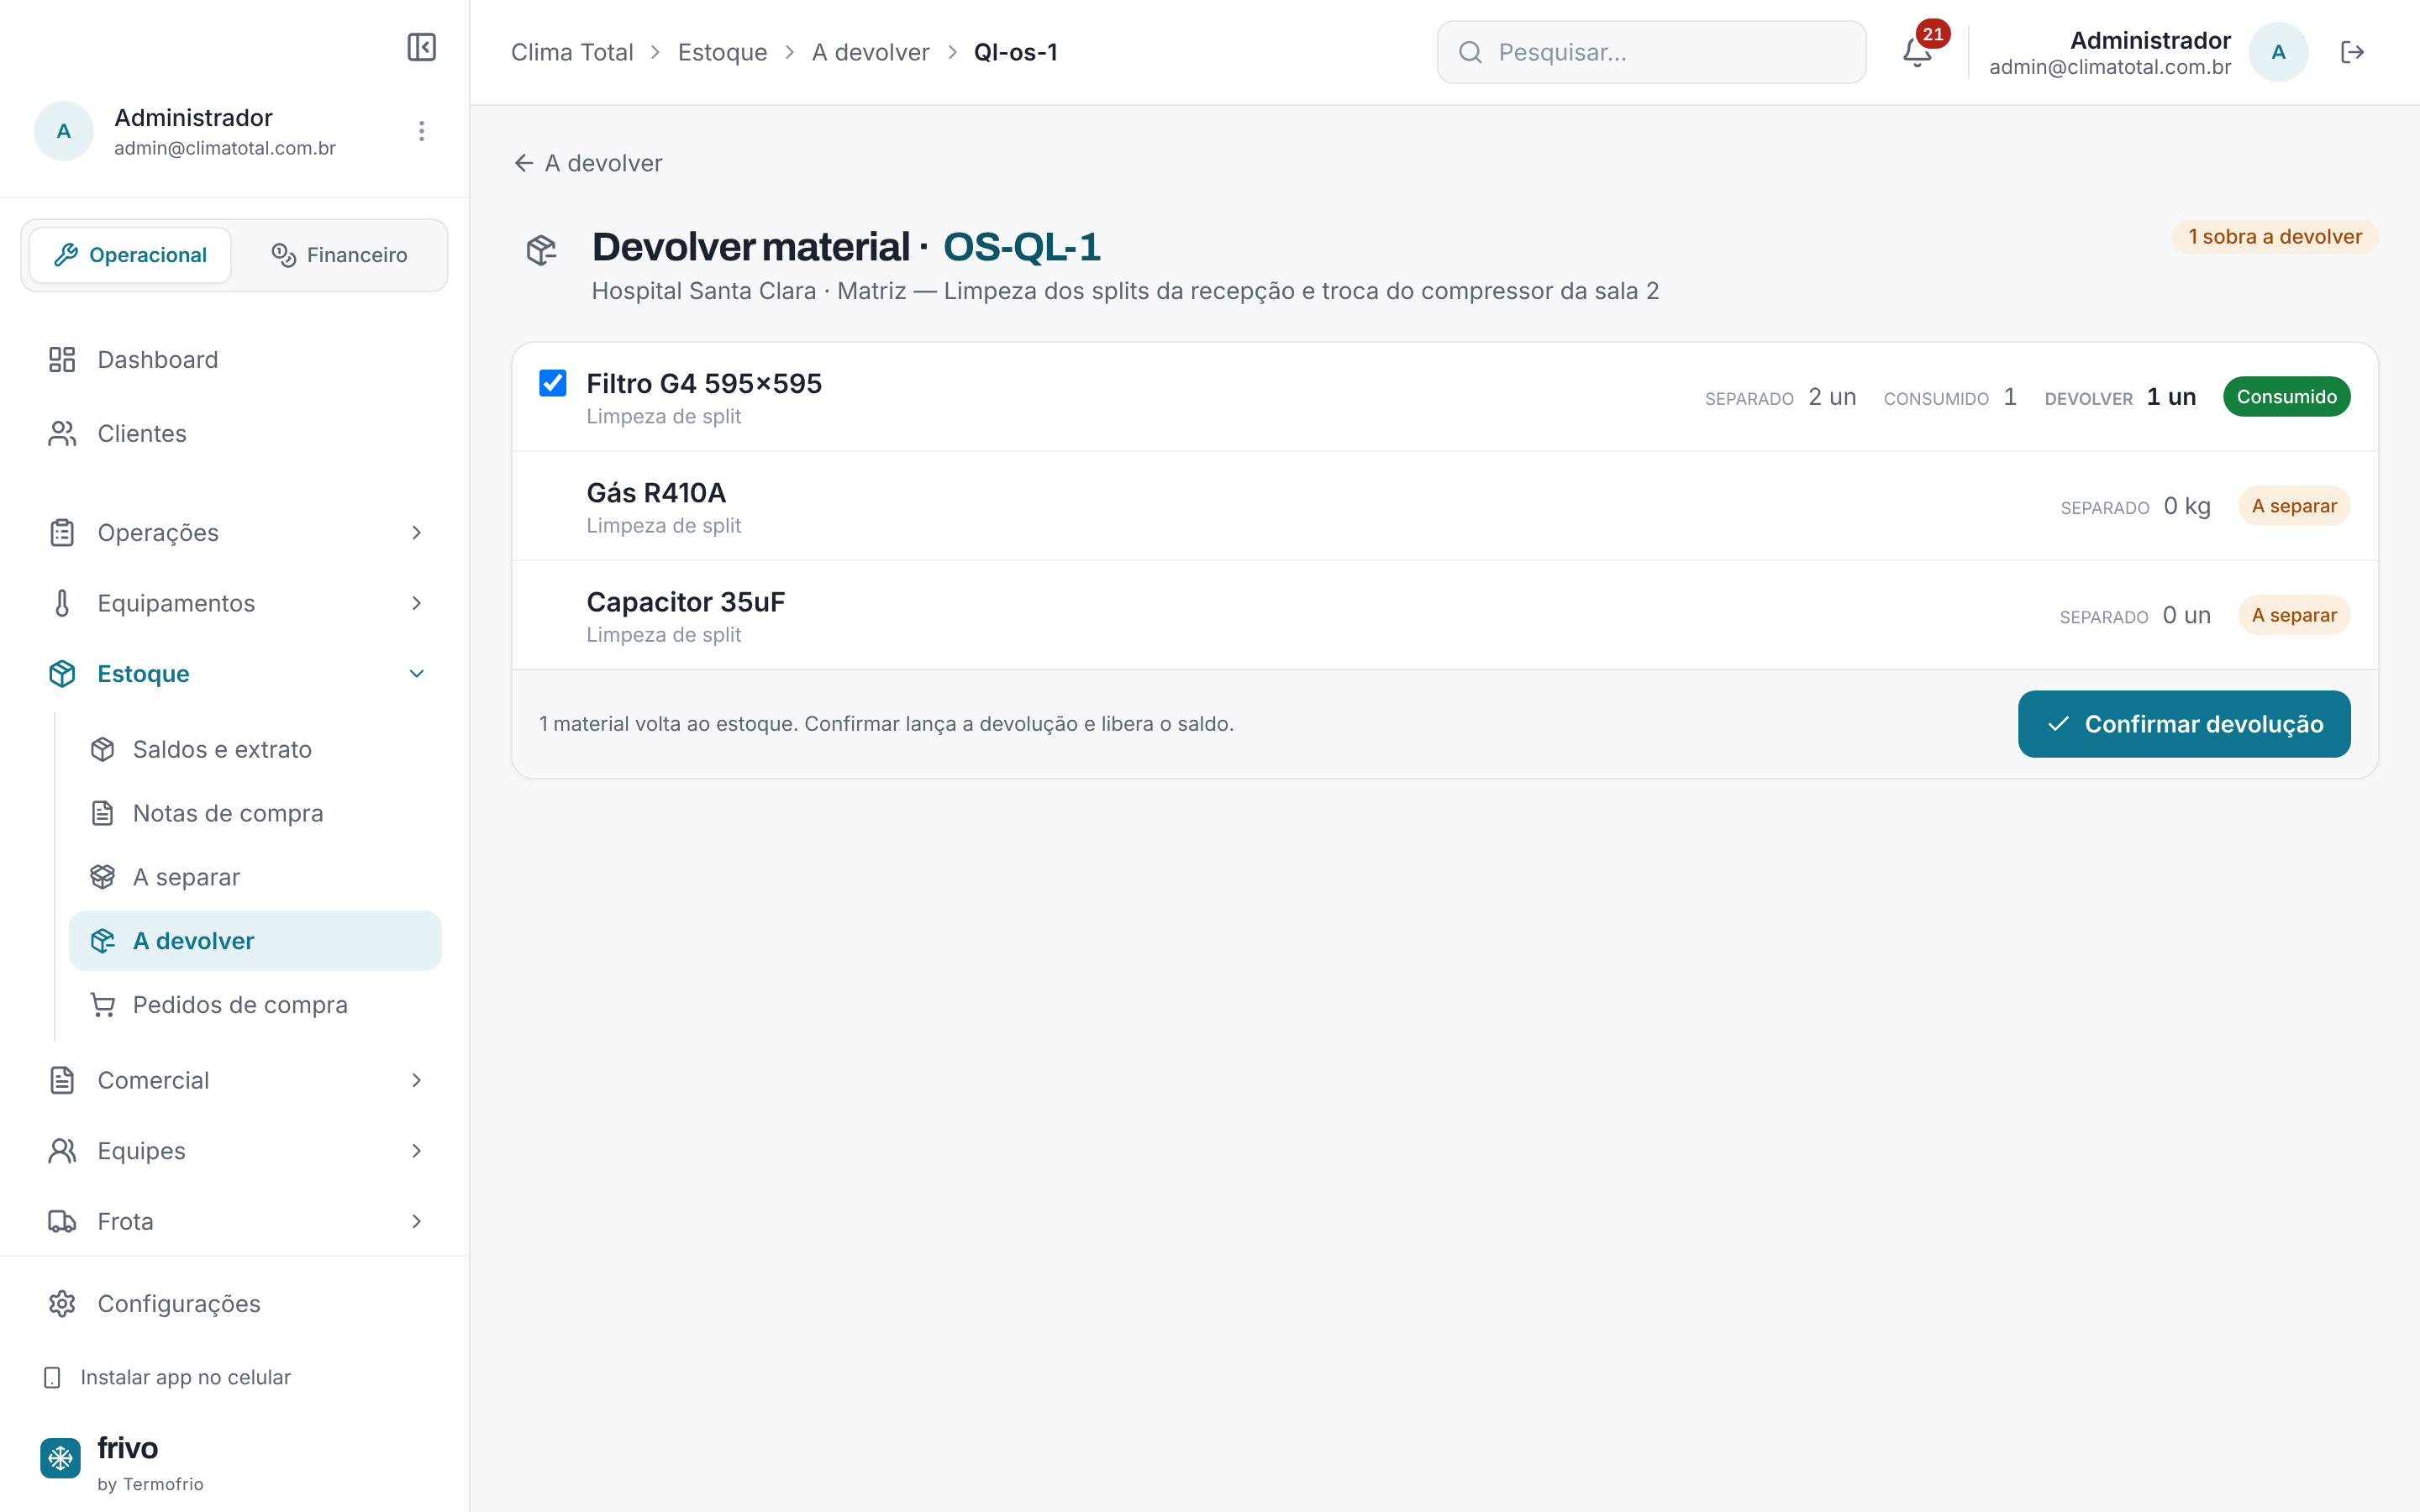 Administrador
admin@climatotal.com.br
A
Operacional
Financeiro
Dashboard
Clientes
Operações
Equipamentos
Estoque
Saldos e extrato
Notas de compra
A separar
A devolver
Pedidos de compra
Comercial
Equipes
Frota
Configurações
Instalar app no celular
frivo
by Termofrio
Clima Total > Estoque > A devolver > Ql-os-1
Pesquisar...
21
Administrador
admin@climatotal.com.br
A
← A devolver
Devolver material · OS-QL-1
1 sobra a devolver
Hospital Santa Clara · Matriz — Limpeza dos splits da recepção e troca do compressor da sala 2
Filtro G4 595×595
Limpeza de split
SEPARADO 2 un CONSUMIDO 1 DEVOLVER 1 un Consumido
Gás R410A
Limpeza de split
SEPARADO 0 kg A separar
Capacitor 35uF
Limpeza de split
SEPARADO 0 un A separar
1 material volta ao estoque. Confirmar lança a devolução e libera o saldo.
Confirmar devolução